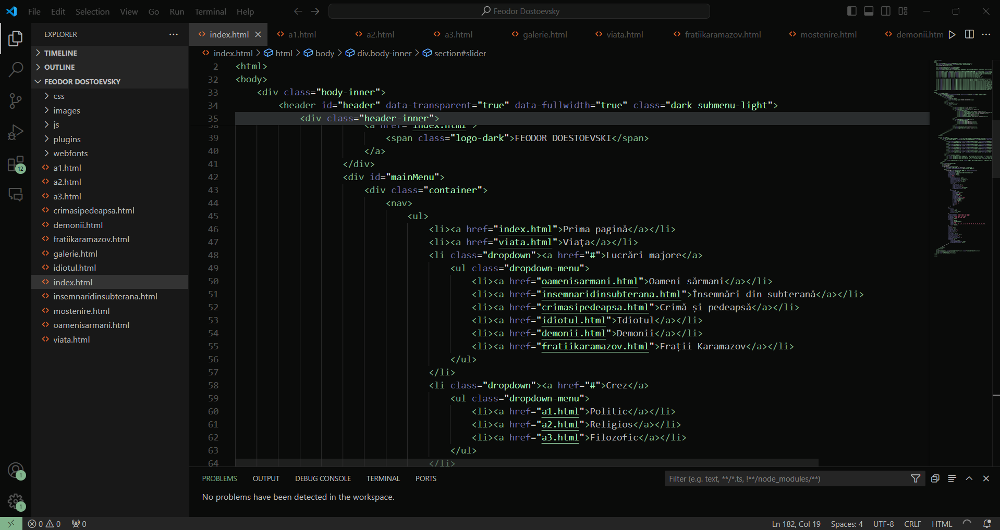 File Edit Selection View Go Run Terminal Help
Feodor Dostoevsky
EXPLORER
index.html a1.html a2.html a3.html galerie.html viata.html fratiikaramazov.html mostenire.html demonii.htm
index.html > html > body > div.body-inner > section#slider
TIMELINE
OUTLINE
FEODOR DOSTOEVSKY
css
images
js
plugins
webfonts
a1.html
a2.html
a3.html
crimasipedeapsa.html
demonii.html
fratiikaramazov.html
galerie.html
idiotul.html
index.html
insemnaridinsubterana.html
mostenire.html
oamenisarmani.html
viata.html
12
1
1
2 <html>
32 <body>
33 <div class="body-inner">
34 <header id="header" data-transparent="true" data-fullwidth="true" class="dark submenu-light">
35 <div class="header-inner">
38 <a href="index.html">
39 <span class="logo-dark">FEODOR DOESTOEVSKI</span>
40 </a>
41 </div>
42 <div id="mainMenu">
43 <div class="container">
44 <nav>
45 <ul>
46 <li><a href="index.html">Prima pagină</a></li>
47 <li><a href="viata.html">Viața</a></li>
48 <li class="dropdown"><a href="#">Lucrări majore</a>
49 <ul class="dropdown-menu">
50 <li><a href="oamenisarmani.html">Oameni sărmani</a></li>
51 <li><a href="insemnaridinsubterana.html">Însemnări din subterană</a></li>
52 <li><a href="crimasipedeapsa.html">Crimă și pedeapsă</a></li>
53 <li><a href="idiotul.html">Idiotul</a></li>
54 <li><a href="demonii.html">Demonii</a></li>
55 <li><a href="fratiikaramazov.html">Frații Karamazov</a></li>
56 </ul>
57 </li>
58 <li class="dropdown"><a href="#">Crez</a>
59 <ul class="dropdown-menu">
60 <li><a href="a1.html">Politic</a></li>
61 <li><a href="a2.html">Religios</a></li>
62 <li><a href="a3.html">Filozofic</a></li>
63 </ul>
64 </li>
PROBLEMS OUTPUT DEBUG CONSOLE TERMINAL PORTS
Filter (e.g. text, **/*.ts, !**/node_modules/**)
No problems have been detected in the workspace.
0 0 0
Ln 182, Col 19 Spaces: 4 UTF-8 CRLF HTML